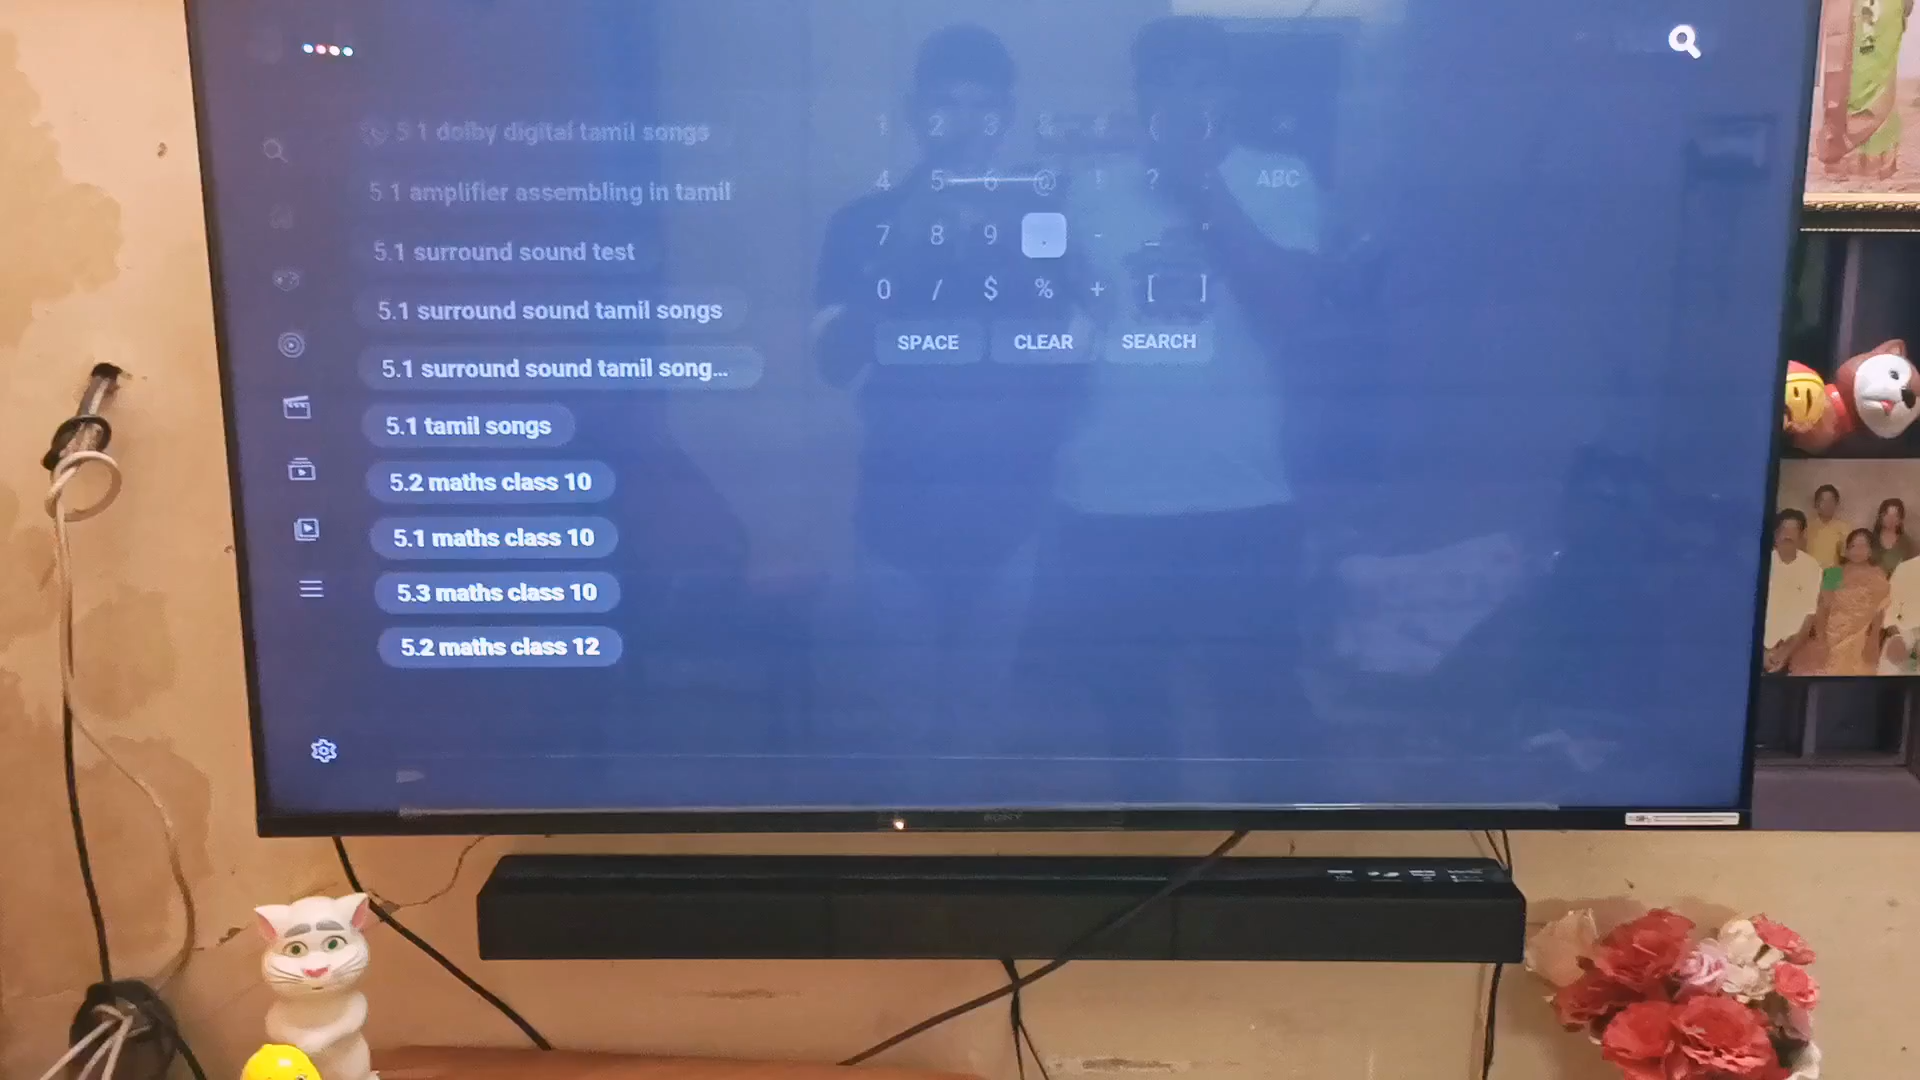 5 1 dolby digital tamil songs
5 1 amplifier assembling in tamil
5.1 surround sound test
5.1 surround sound tamil songs
5.1 surround sound tamil song...
5.1 tamil songs
5.2 maths class 10
5.1 maths class 10
5.3 maths class 10
5.2 maths class 12
1 2 3 & # ( )
4 5 6 @ ! ? : ABC
7 8 9 . - _ "
0 / $ % + [ ]
SPACE CLEAR SEARCH
SONY